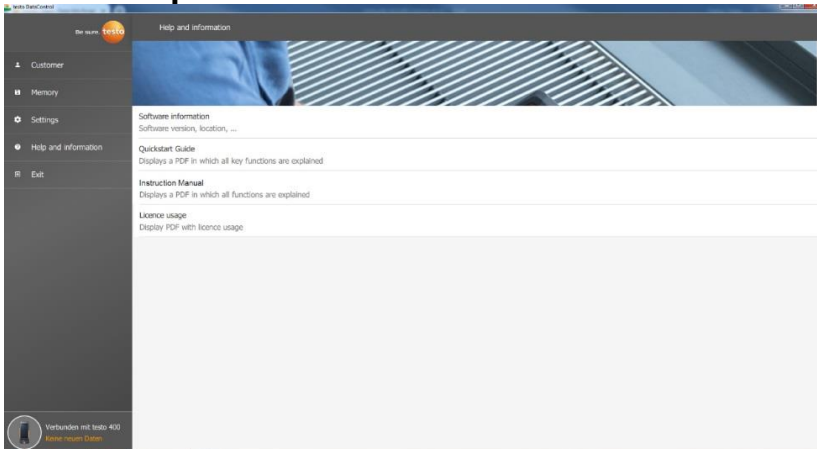 testo DataControl
Be sure. testo
Help and information
Customer
Memory
Settings
Help and information
Exit
Software information
Software version, location, ...
Quickstart Guide
Displays a PDF in which all key functions are explained
Instruction Manual
Displays a PDF in which all functions are explained
Licence usage
Display PDF with licence usage
Verbunden mit testo 400
Keine neuen Daten